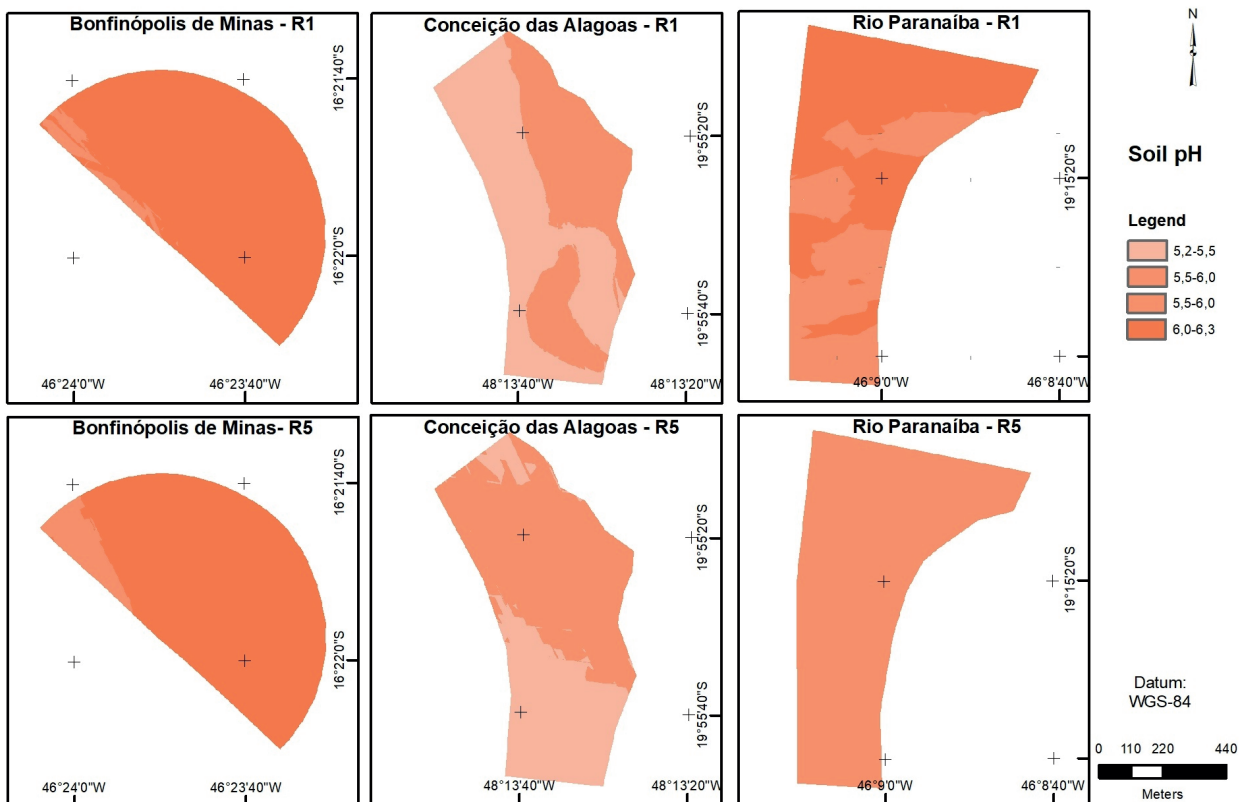 Bonfinópolis de Minas - R1
16°21'40"S
16°22'0"S
46°24'0"W
46°23'40"W
Conceição das Alagoas - R1
19°55'20"S
19°55'40"S
48°13'40"W
48°13'20"W
Rio Paranaíba - R1
19°15'20"S
46°9'0"W
46°8'40"W
N
Soil pH
Legend
5,2-5,5
5,5-6,0
5,5-6,0
6,0-6,3
Bonfinópolis de Minas- R5
16°21'40"S
16°22'0"S
46°24'0"W
46°23'40"W
Conceição das Alagoas - R5
19°55'20"S
19°55'40"S
48°13'40"W
48°13'20"W
Rio Paranaíba - R5
19°15'20"S
46°9'0"W
46°8'40"W
Datum:
WGS-84
0 110 220 440
Meters